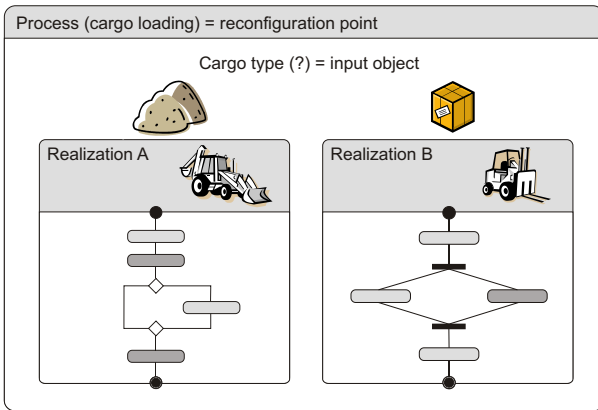 Process (cargo loading) = reconfiguration point
Cargo type (?) = input object
Realization A
Realization B